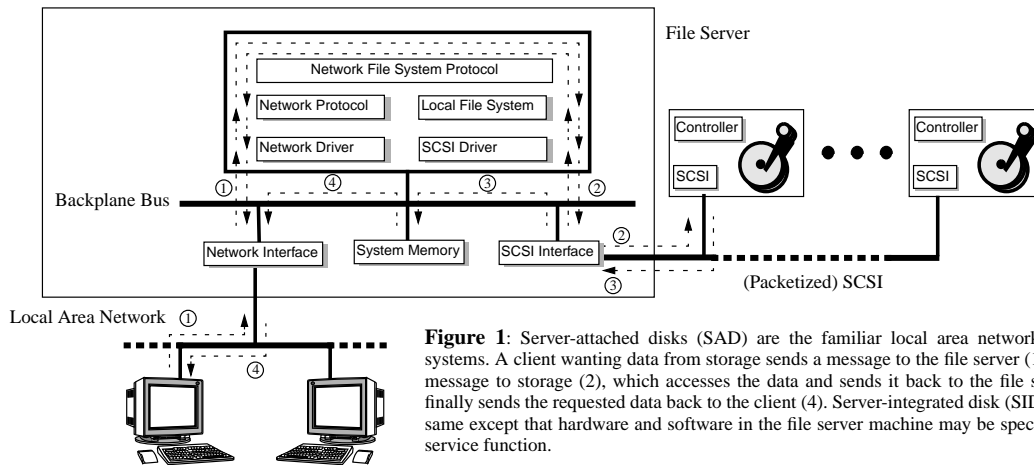 File Server
Network File System Protocol
Network Protocol
Local File System
Network Driver
SCSI Driver
Controller
SCSI
Controller
SCSI
1
4
3
2
Backplane Bus
Network Interface
System Memory
SCSI Interface
2
3
(Packetized) SCSI
Local Area Network
1
4
Figure 1: Server-attached disks (SAD) are the familiar local area network
systems. A client wanting data from storage sends a message to the file server (
message to storage (2), which accesses the data and sends it back to the file
finally sends the requested data back to the client (4). Server-integrated disk (SID
same except that hardware and software in the file server machine may be
service function.